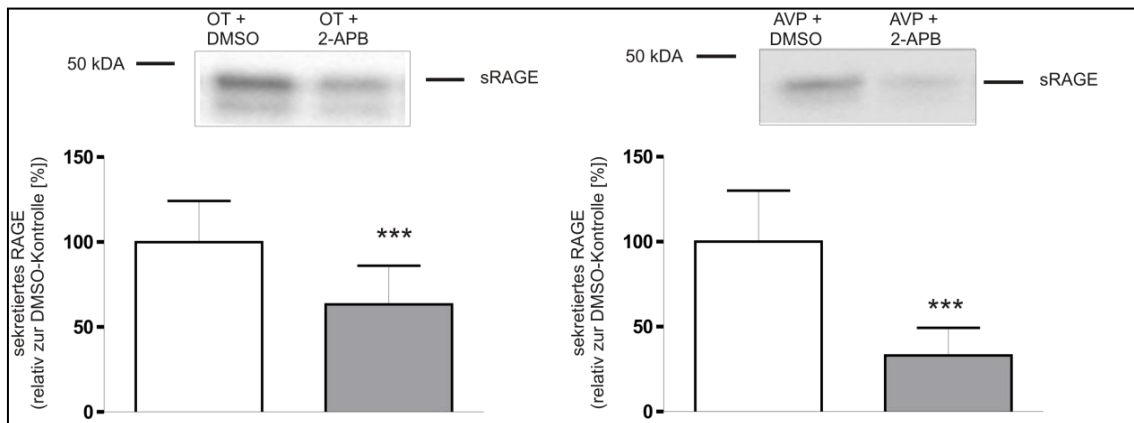 OT +
DMSO
OT +
2-APB
50 kDA
sRAGE
sekretiertes RAGE
(relativ zur DMSO-Kontrolle [%])
150
100
50
0
***
AVP +
DMSO
AVP +
2-APB
50 kDA
sRAGE
sekretiertes RAGE
(relativ zur DMSO-Kontrolle [%])
150
100
50
0
***